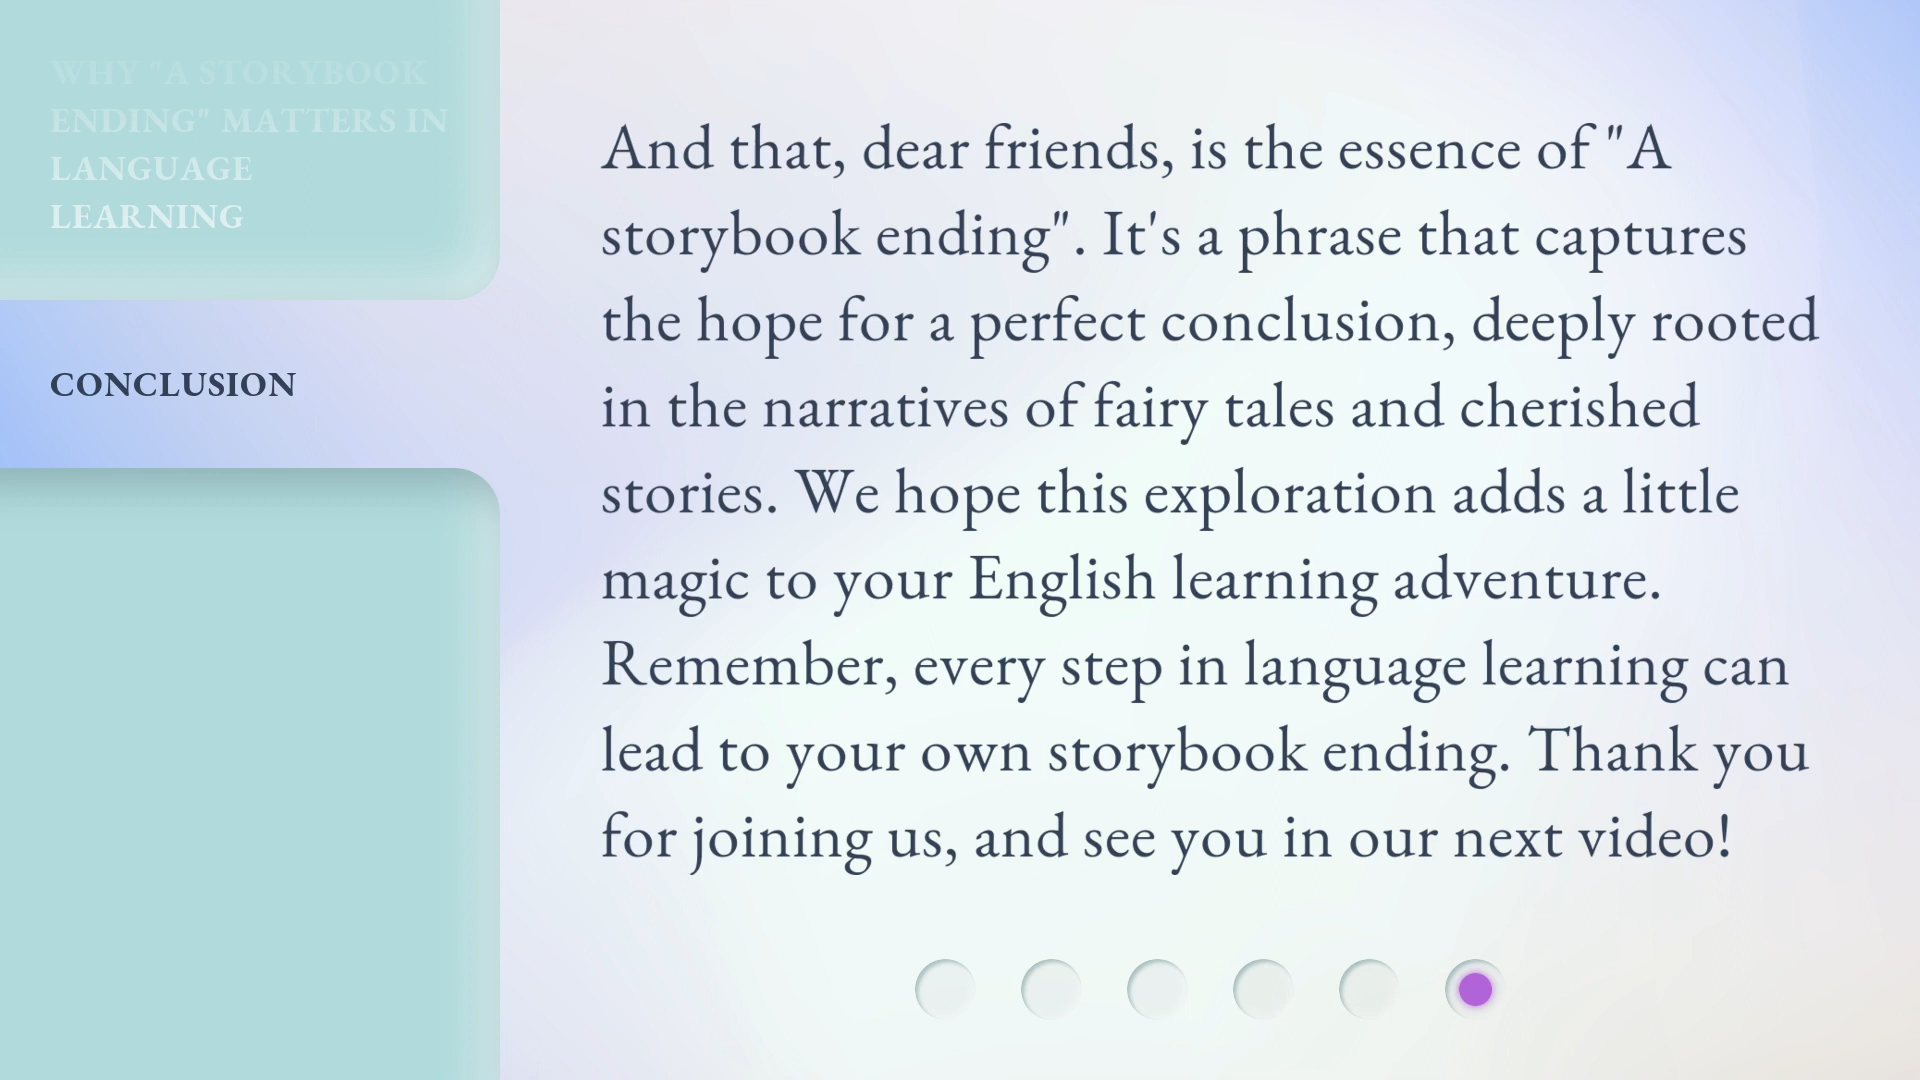 WHY "A STORYBOOK
ENDING" MATTERS IN
LANGUAGE
LEARNING
CONCLUSION
And that, dear friends, is the essence of "A
storybook ending". It's a phrase that captures
the hope for a perfect conclusion, deeply rooted
in the narratives of fairy tales and cherished
stories. We hope this exploration adds a little
magic to your English learning adventure.
Remember, every step in language learning can
lead to your own storybook ending. Thank you
for joining us, and see you in our next video!